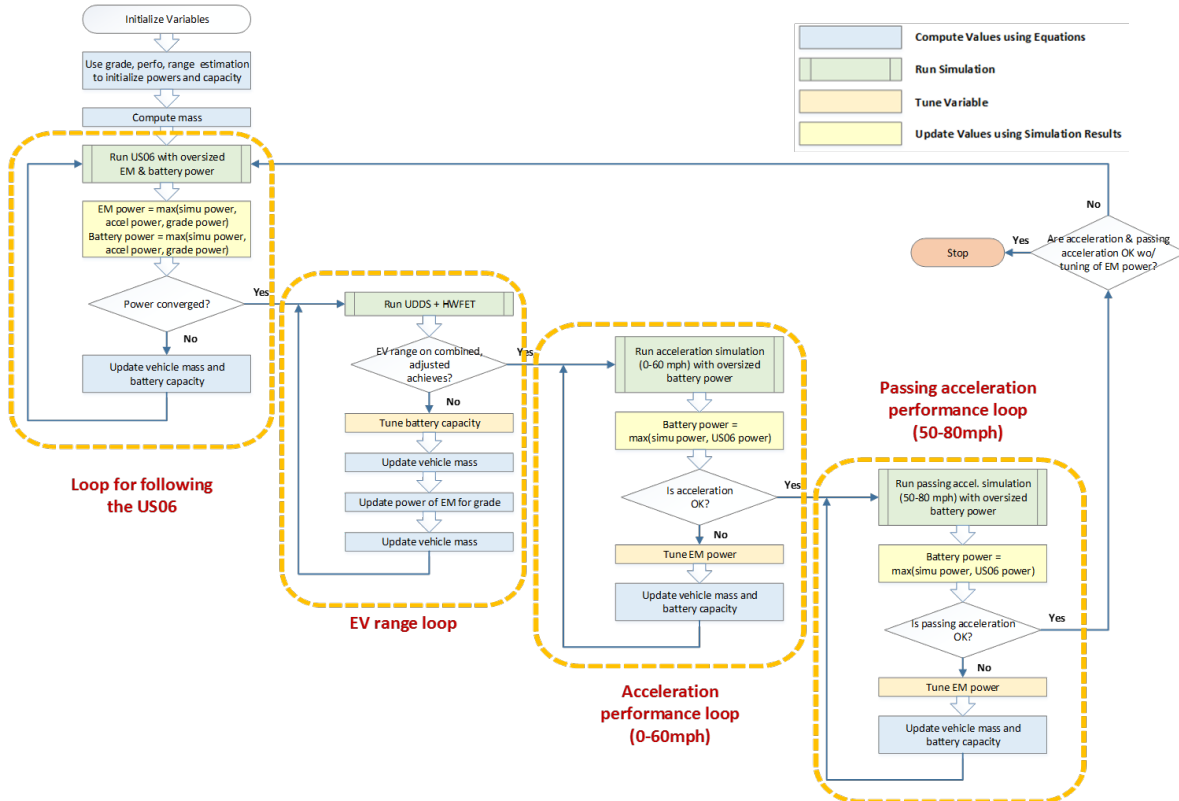 Initialize Variables
Use grade, perfo, range estimation
to initialize powers and capacity
Compute mass
Run US06 with oversized
EM & battery power
EM power = max(simu power,
accel power, grade power)
Battery power = max(simu power,
accel power, grade power)
Power converged?
Yes
No
Update vehicle mass and
battery capacity
Loop for following
the US06
Run UDDS + HWFET
EV range on combined,
adjusted
achieves?
Yes
No
Tune battery capacity
Update vehicle mass
Update power of EM for grade
Update vehicle mass
EV range loop
Run acceleration simulation
(0-60 mph) with oversized
battery power
Battery power =
max(simu power, US06 power)
Is acceleration
OK?
Yes
No
Tune EM power
Update vehicle mass and
battery capacity
Acceleration
performance loop
(0-60mph)
Passing acceleration
performance loop
(50-80mph)
Run passing accel. simulation
(50-80 mph) with oversized
battery power
Battery power =
max(simu power, US06 power)
Is passing acceleration
OK?
Yes
No
Tune EM power
Update vehicle mass and
battery capacity
No
Are acceleration & passing
acceleration OK wo/
tuning of EM power?
Yes
Stop
Compute Values using Equations
Run Simulation
Tune Variable
Update Values using Simulation Results